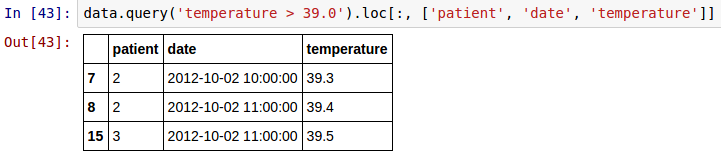 In [43]: data.query('temperature > 39.0').loc[:, ['patient', 'date', 'temperature']]
Out[43]:
patient date temperature
7 2 2012-10-02 10:00:00 39.3
8 2 2012-10-02 11:00:00 39.4
15 3 2012-10-02 11:00:00 39.5